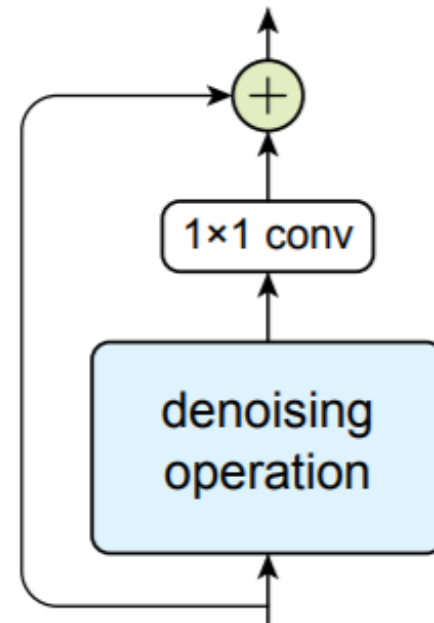 +
1×1 conv
denoising
operation